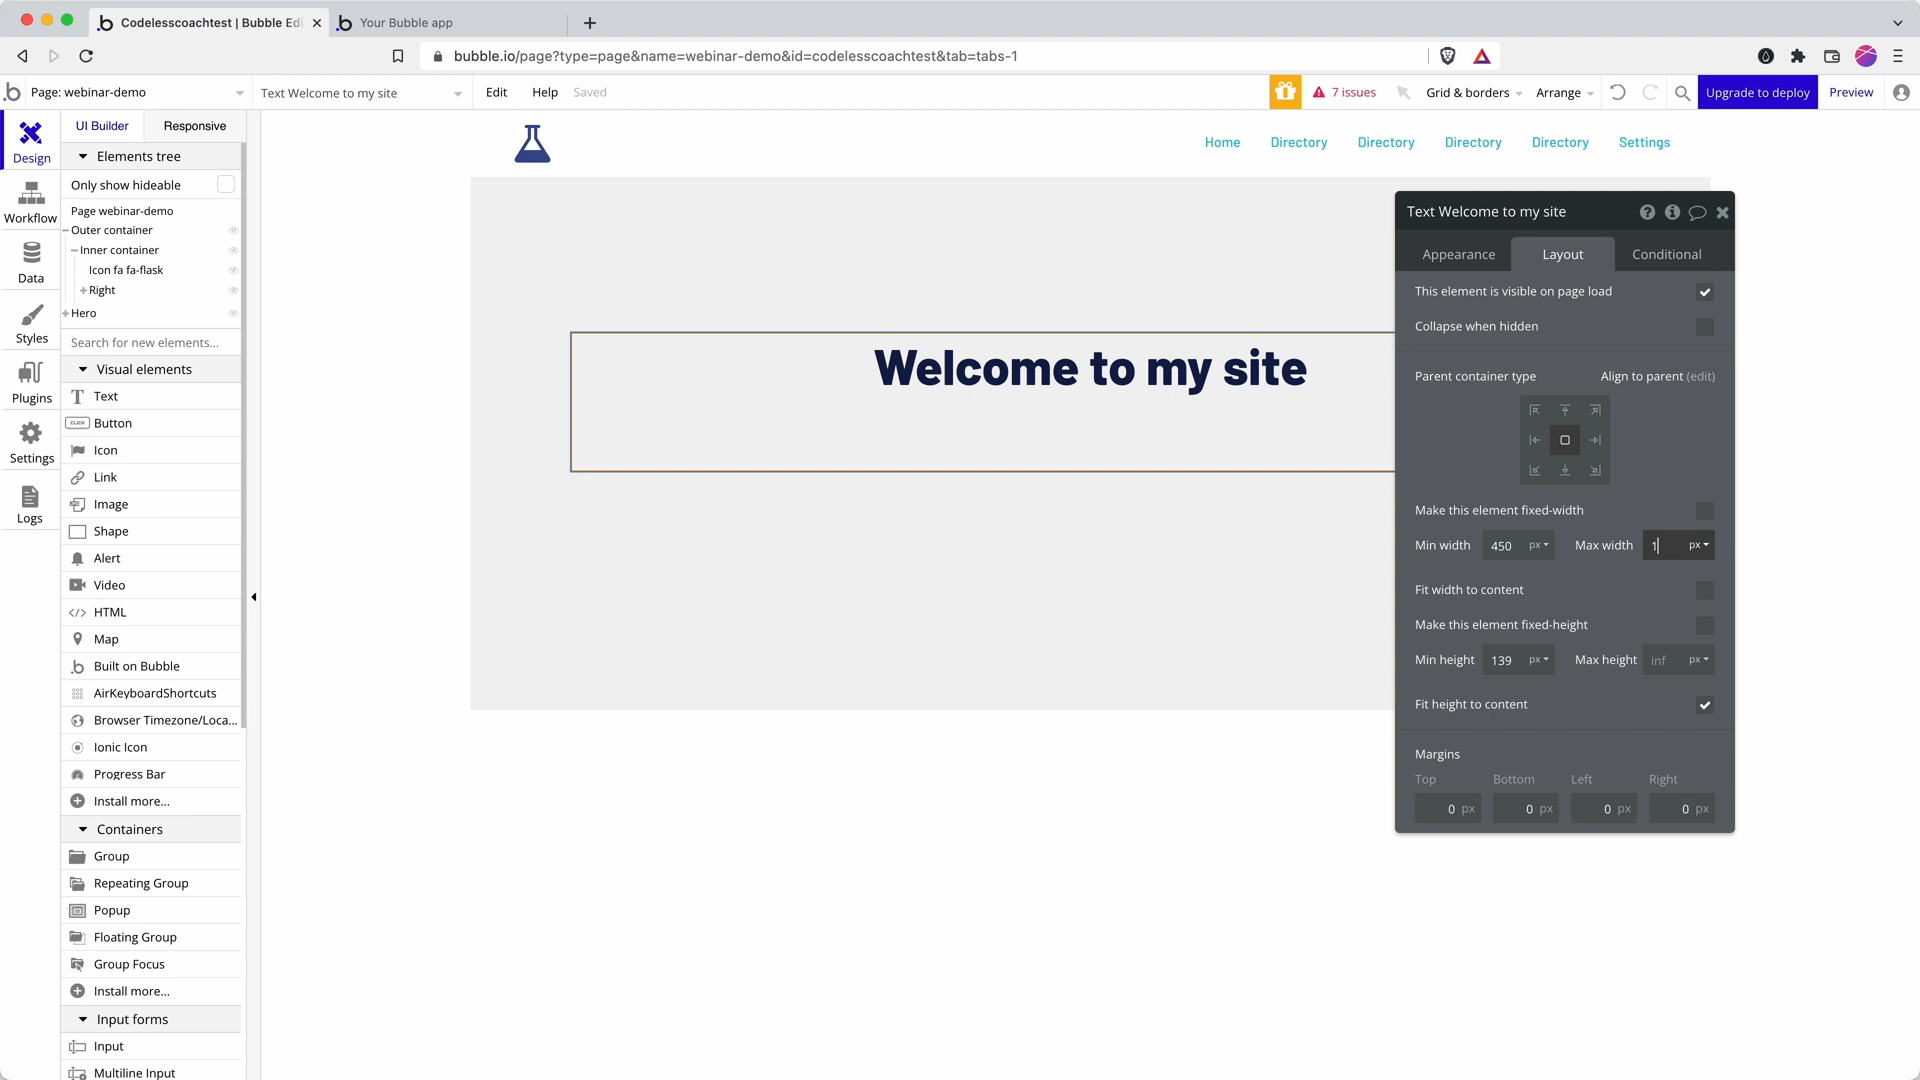 Codelesscoachtest | Bubble Edi
Your Bubble app
bubble.io/page?type=page&name=webinar-demo&id=codelesscoachtest&tab=tabs-1
Page: webinar-demo
Text Welcome to my site
Edit
Help
Saved
7 issues
Grid & borders
Arrange
Upgrade to deploy
Preview
Design
Workflow
Data
Styles
Plugins
Settings
Logs
UI Builder
Responsive
Elements tree
Only show hideable
Page webinar-demo
Outer container
Inner container
Icon fa fa-flask
Right
Hero
Search for new elements...
Visual elements
Text
CLICK
Button
Icon
Link
Image
Shape
Alert
Video
HTML
Map
Built on Bubble
AirKeyboardShortcuts
Browser Timezone/Loca...
Ionic Icon
Progress Bar
Install more...
Containers
Group
Repeating Group
Popup
Floating Group
Group Focus
Install more...
Input forms
Input
Multiline Input
Home
Directory
Directory
Directory
Directory
Settings
Welcome to my site
Text Welcome to my site
Appearance
Layout
Conditional
This element is visible on page load
Collapse when hidden
Parent container type
Align to parent (edit)
Make this element fixed-width
Min width 450 px
Max width 1 px
Fit width to content
Make this element fixed-height
Min height 139 px
Max height inf px
Fit height to content
Margins
Top Bottom Left Right
0 px 0 px 0 px 0 px